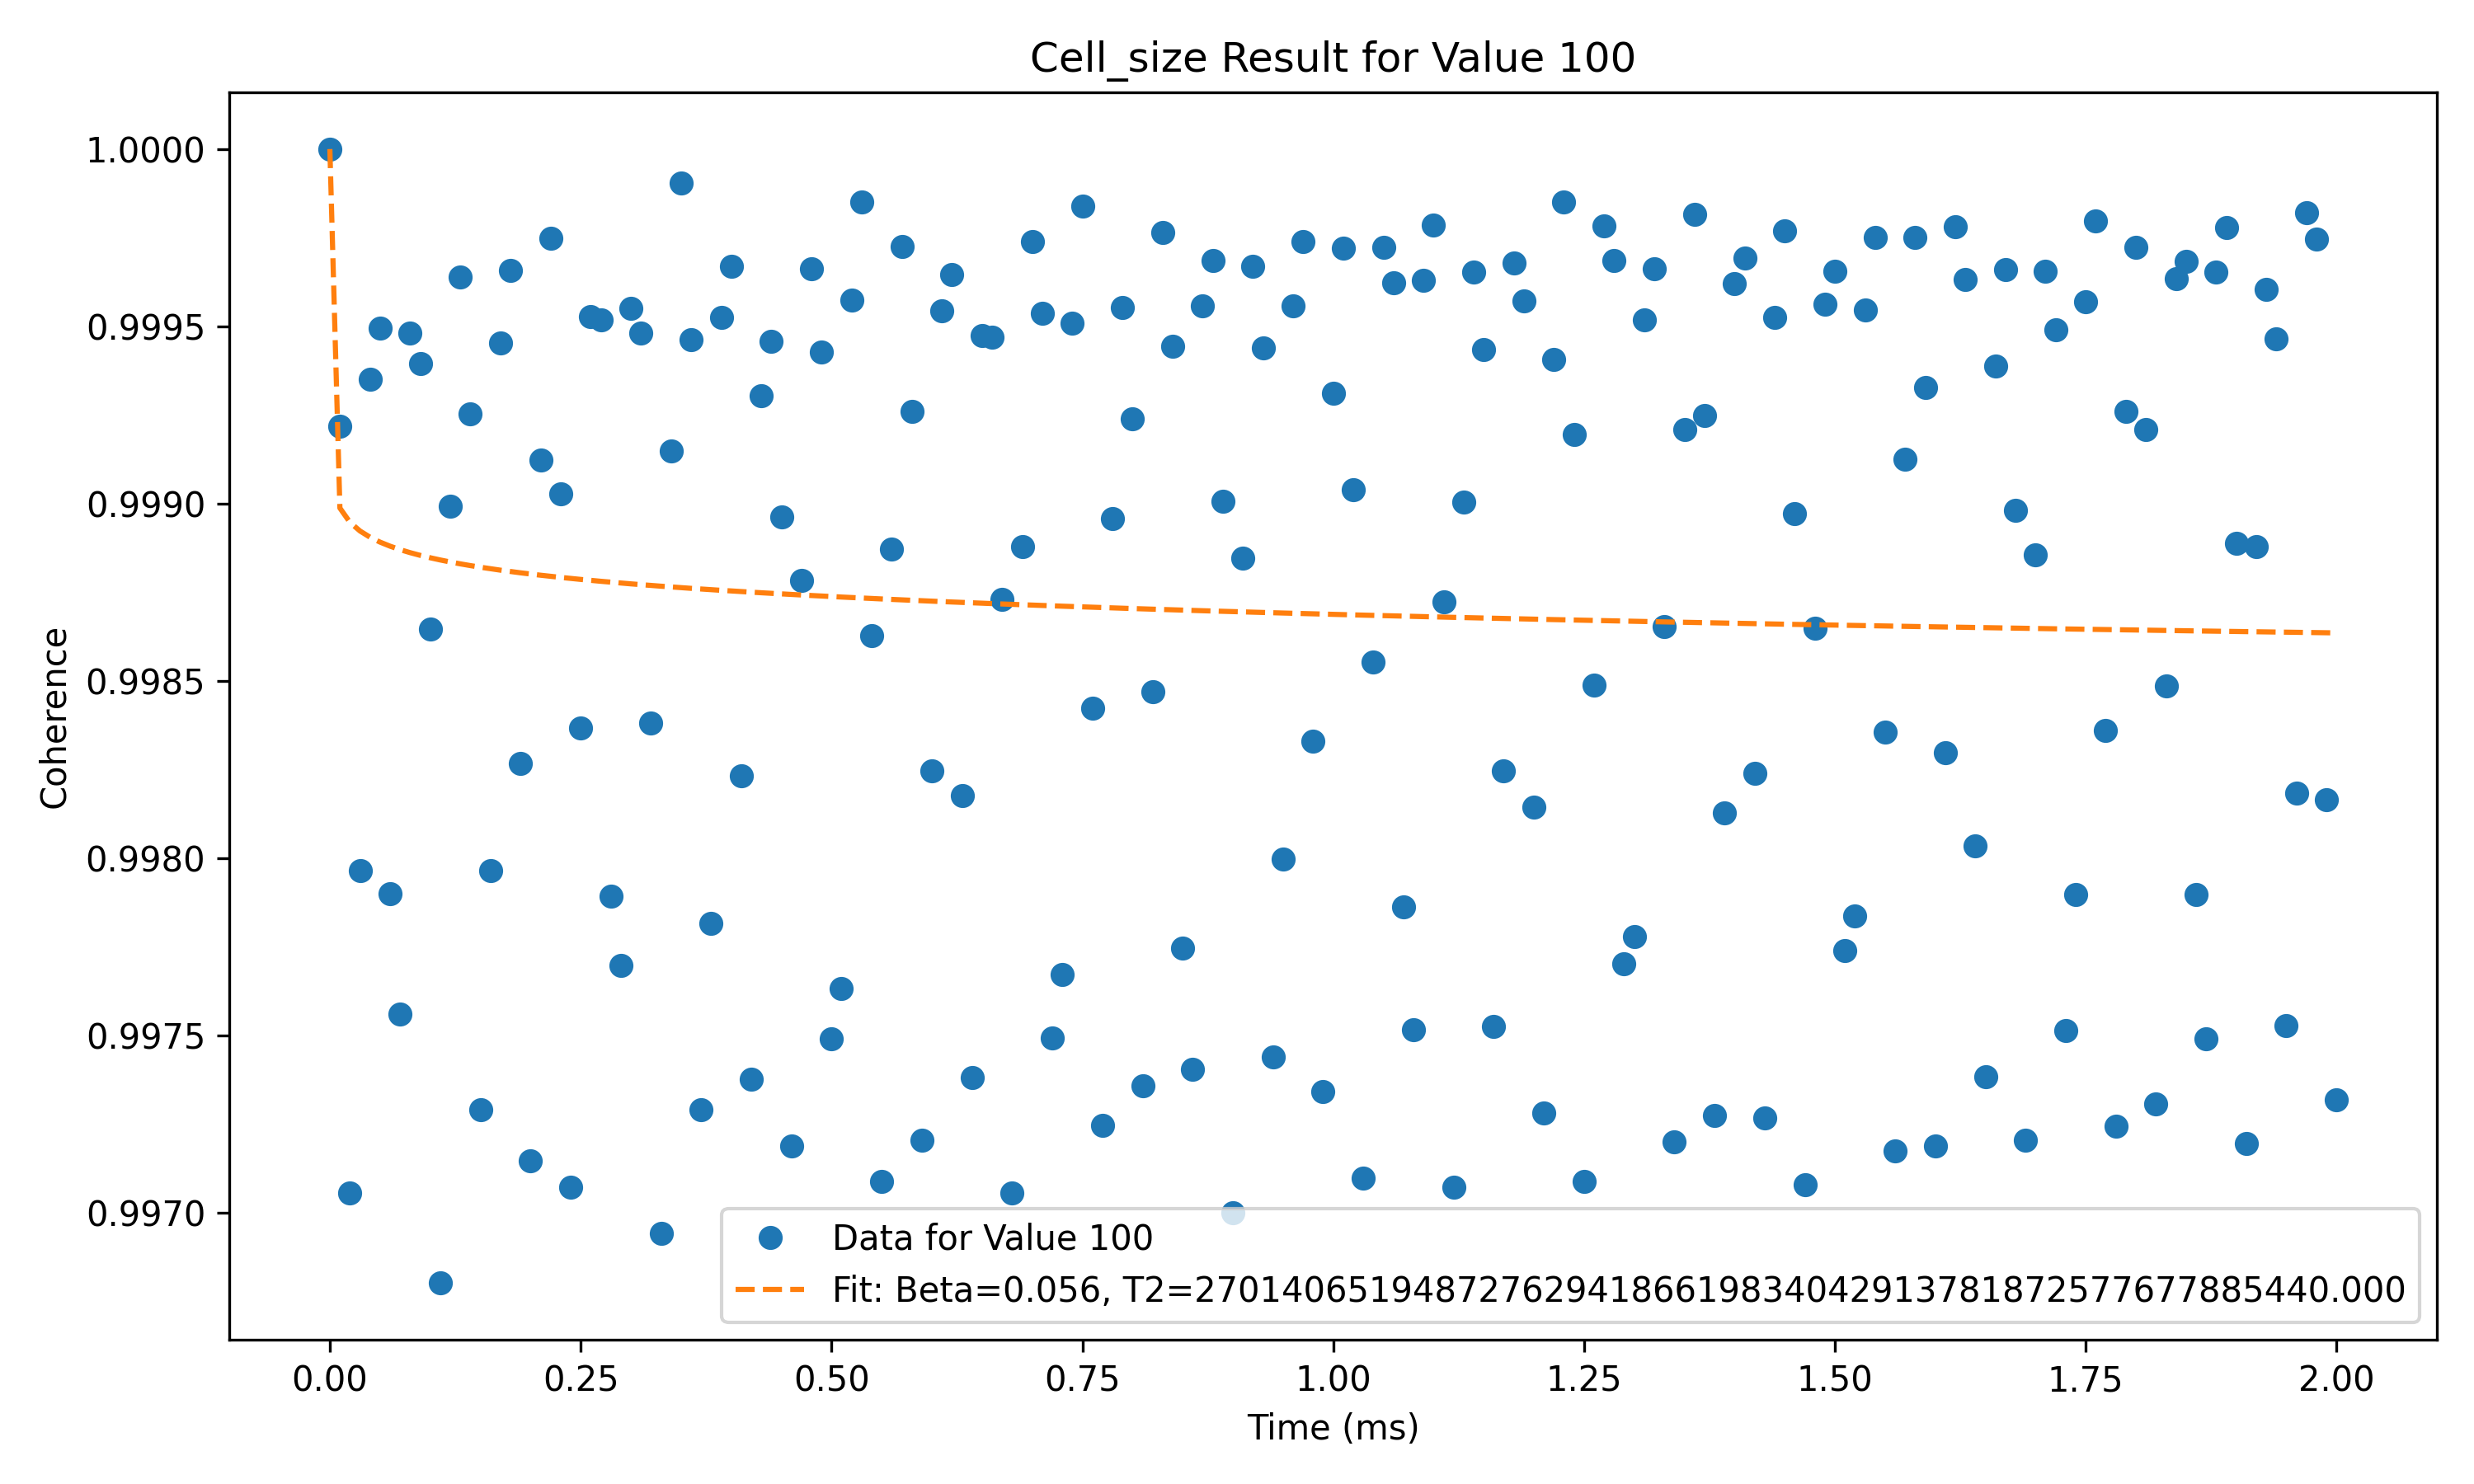 Cell_size Result for Value 100
1.0000
0.9995
0.9990
0.9985
0.9980
0.9975
0.9970
Coherence
Data for Value 100
Fit: Beta=0.056, T2=27014065194872762941866198340429137818725776778​85440.000
0.00 0.25 0.50 0.75 1.00 1.25 1.50 1.75 2.00
Time (ms)